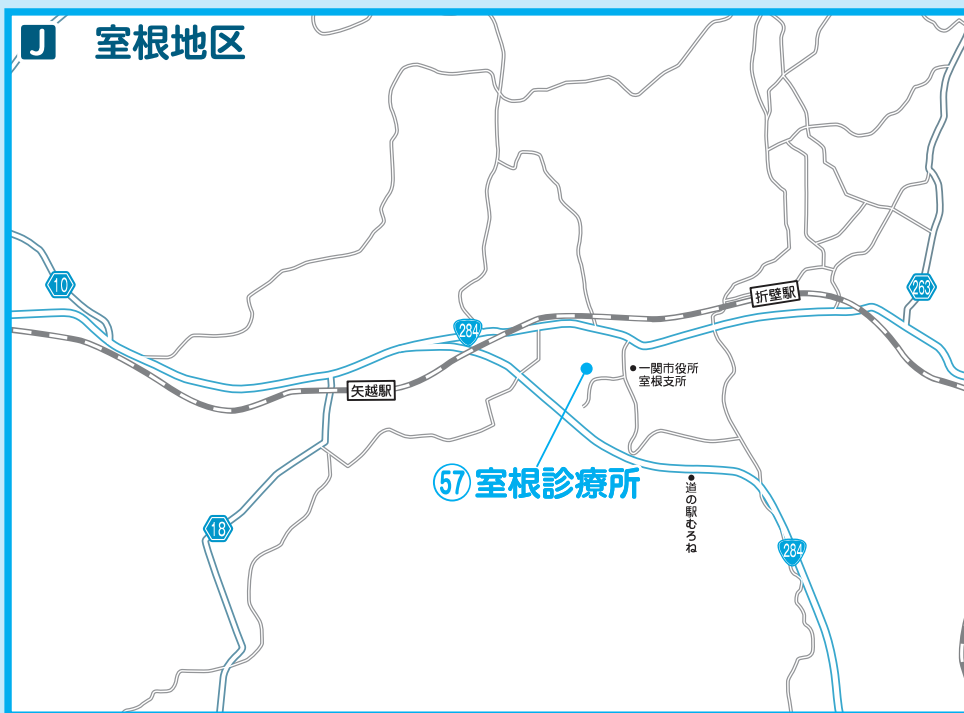 J 室根地区
10
263
折壁駅
284
一関市役所
室根支所
矢越駅
57 室根診療所
道の駅むろね
18
284